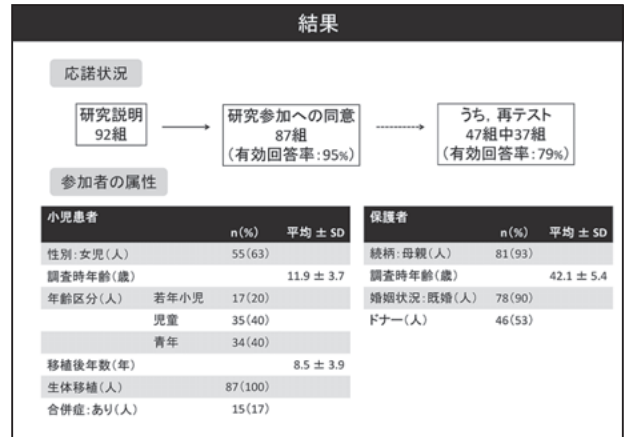 結果
応諾状況
研究説明
92組
研究参加への同意
87組
(有効回答率:95%)
うち，再テスト
47組中37組
(有効回答率:79%)
参加者の属性
小児患者
n(%) 平均 ± SD
性別:女児(人) 55(63)
調査時年齢(歳) 11.9 ± 3.7
年齢区分(人) 若年小児 17(20)
児童 35(40)
青年 34(40)
移植後年数(年) 8.5 ± 3.9
生体移植(人) 87(100)
合併症:あり(人) 15(17)
保護者
n(%) 平均 ± SD
続柄:母親(人) 81(93)
調査時年齢(歳) 42.1 ± 5.4
婚姻状況:既婚(人) 78(90)
ドナー(人) 46(53)